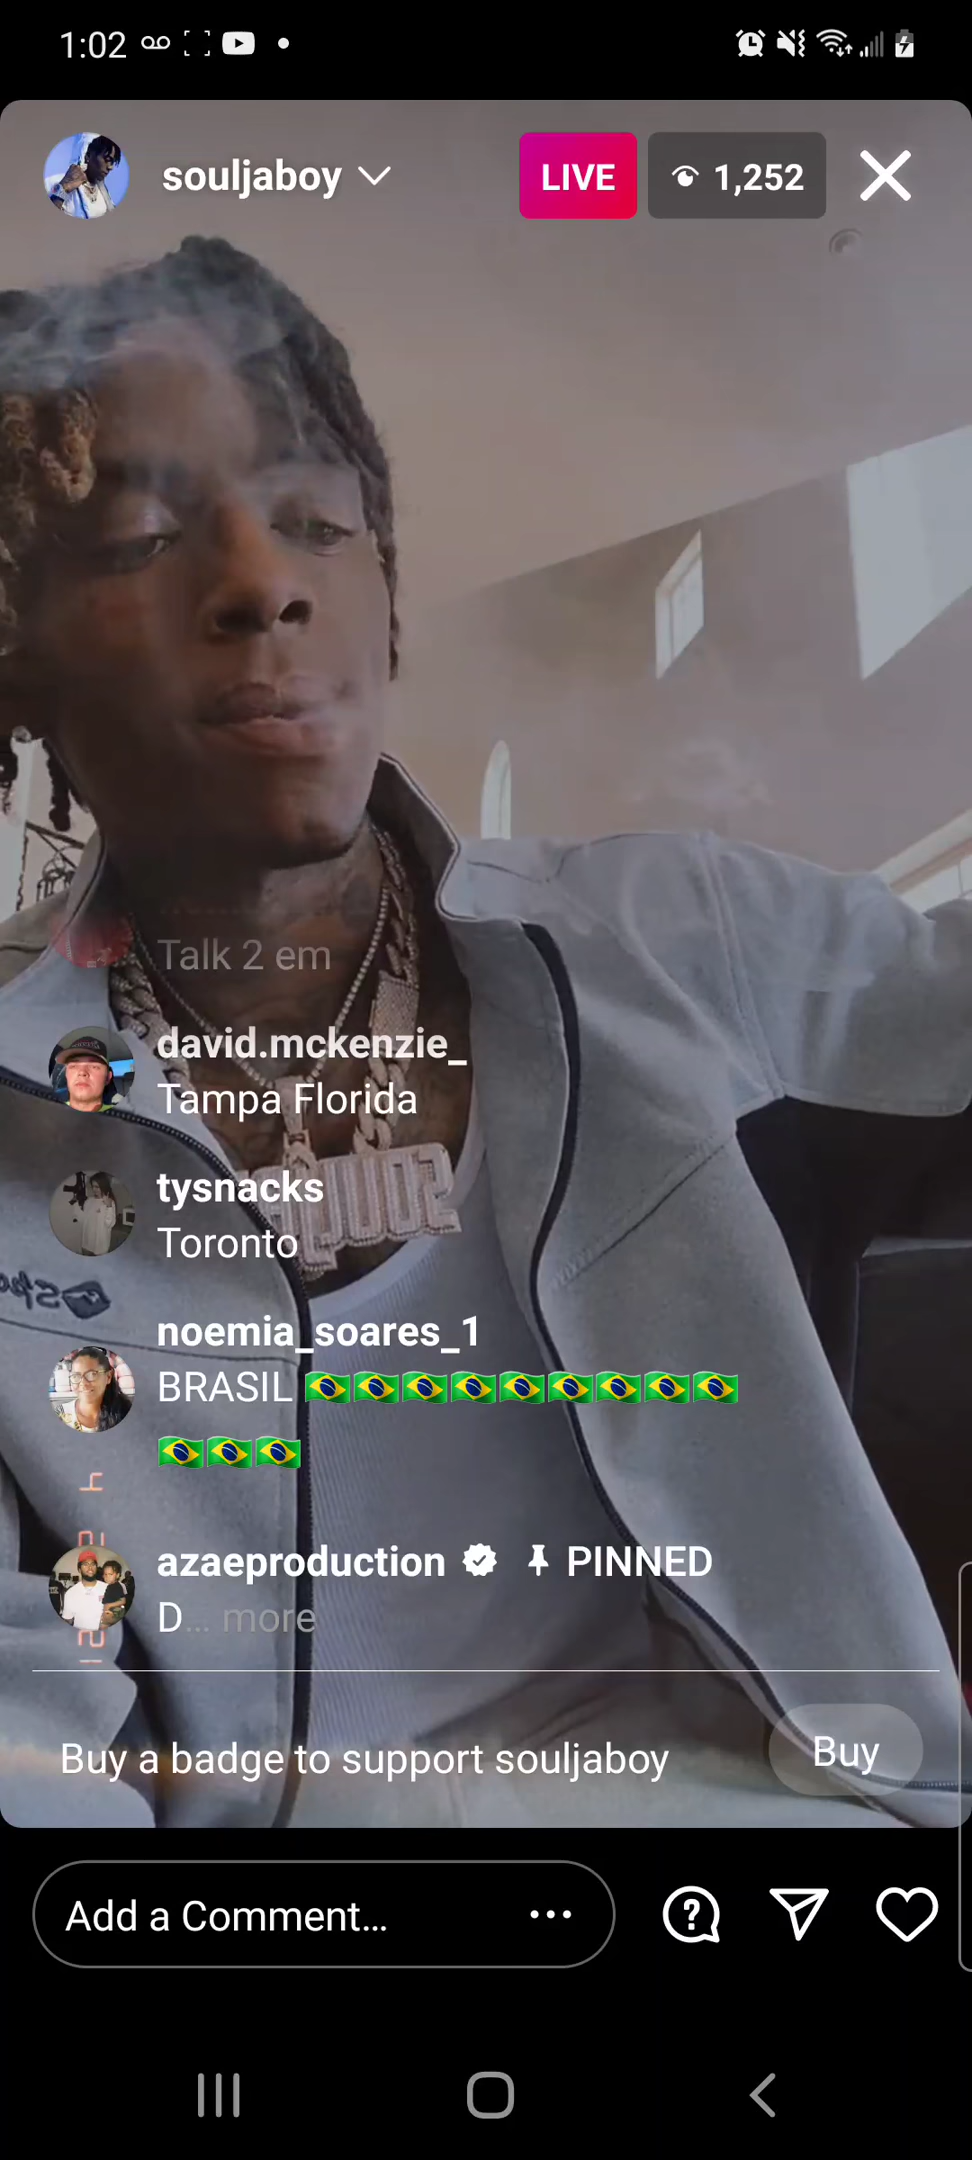 1:02
souljaboy
LIVE
1,252
Talk 2 em
david.mckenzie_
Tampa Florida
tysnacks
Toronto
noemia_soares_1
BRASIL 🇧🇷🇧🇷🇧🇷🇧🇷🇧🇷🇧🇷🇧🇷🇧🇷🇧🇷
🇧🇷🇧🇷🇧🇷
azaeproduction PINNED
D... more
Buy a badge to support souljaboy
Buy
Add a Comment...